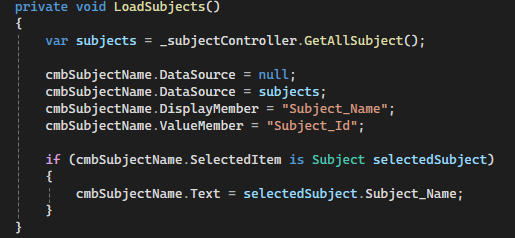 private void LoadSubjects()
{
var subjects = _subjectController.GetAllSubject();
cmbSubjectName.DataSource = null;
cmbSubjectName.DataSource = subjects;
cmbSubjectName.DisplayMember = "Subject_Name";
cmbSubjectName.ValueMember = "Subject_Id";
if (cmbSubjectName.SelectedItem is Subject selectedSubject)
{
cmbSubjectName.Text = selectedSubject.Subject_Name;
}
}